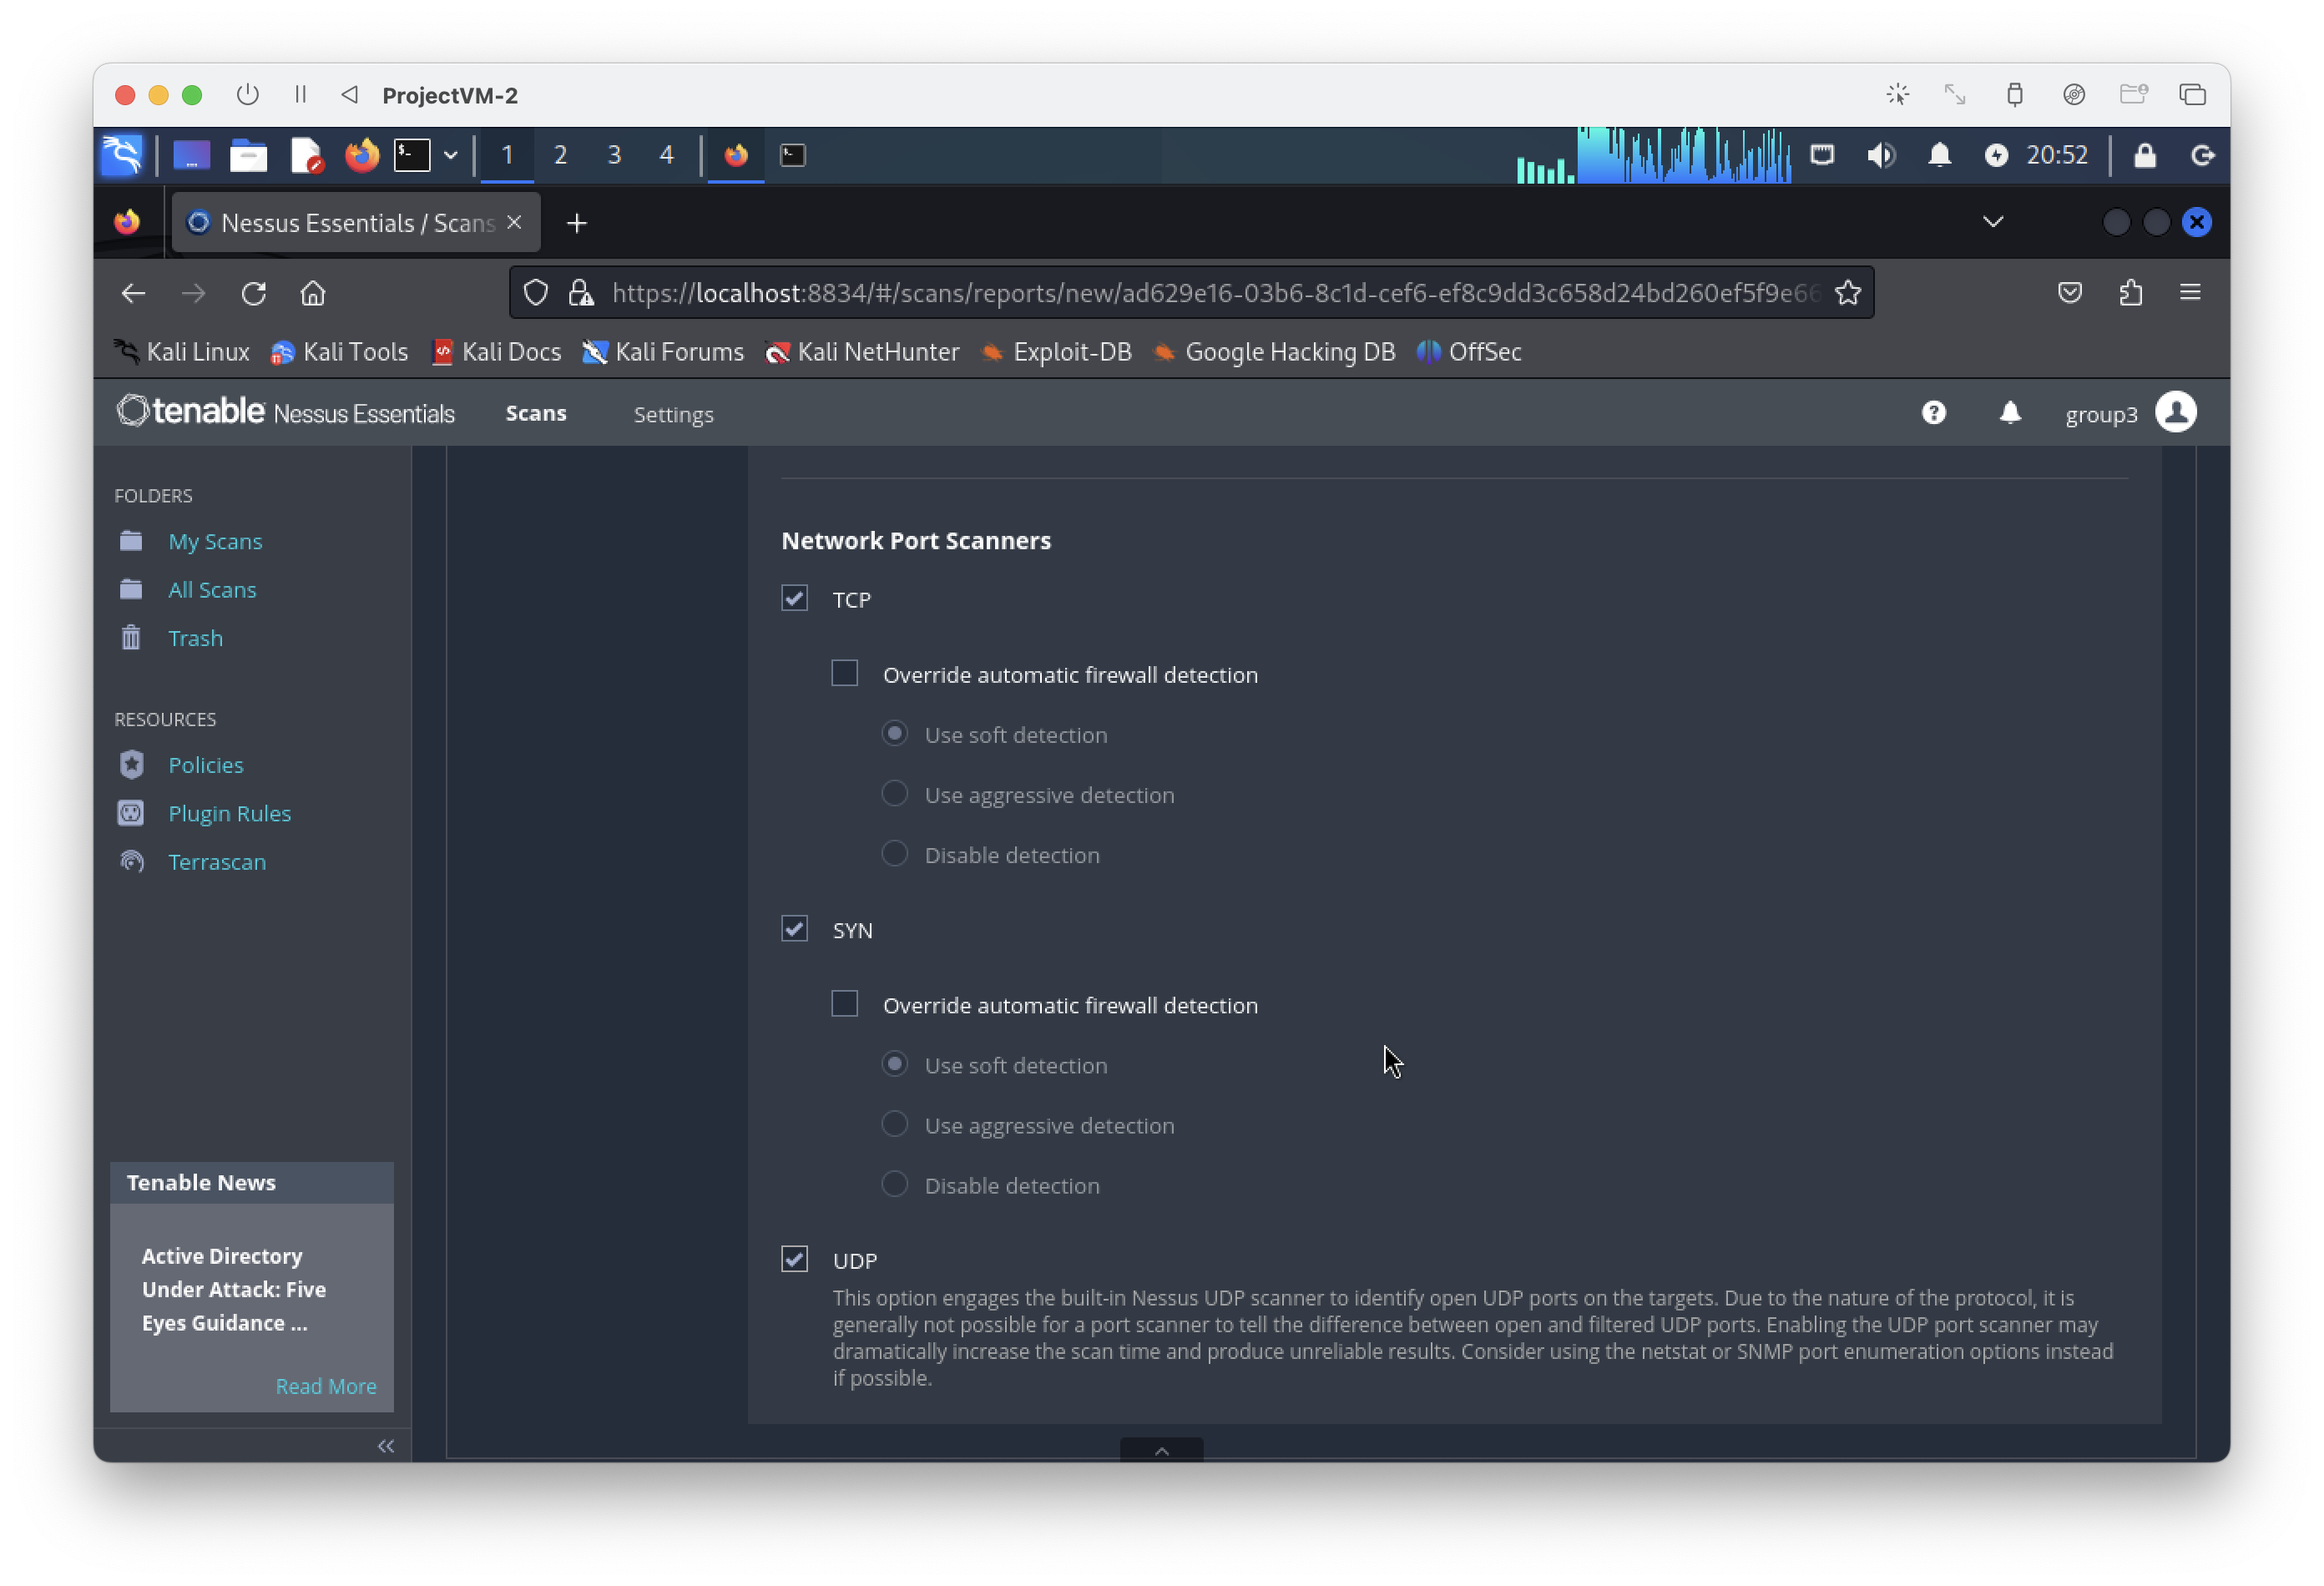 ProjectVM-2
1 2 3 4 20:52
Nessus Essentials / Scans
https://localhost:8834/#/scans/reports/new/ad629e16-03b6-8c1d-cef6-ef8c9dd3c658d24bd260ef5f9e66
Kali Linux Kali Tools Kali Docs Kali Forums Kali NetHunter Exploit-DB Google Hacking DB OffSec
tenable Nessus Essentials Scans Settings group3
FOLDERS
My Scans
All Scans
Trash
RESOURCES
Policies
Plugin Rules
Terrascan
Tenable News
Active Directory
Under Attack: Five
Eyes Guidance ...
Read More
Network Port Scanners
TCP
Override automatic firewall detection
Use soft detection
Use aggressive detection
Disable detection
SYN
Override automatic firewall detection
Use soft detection
Use aggressive detection
Disable detection
UDP
This option engages the built-in Nessus UDP scanner to identify open UDP ports on the targets. Due to the nature of the protocol, it is
generally not possible for a port scanner to tell the difference between open and filtered UDP ports. Enabling the UDP port scanner may
dramatically increase the scan time and produce unreliable results. Consider using the netstat or SNMP port enumeration options instead
if possible.